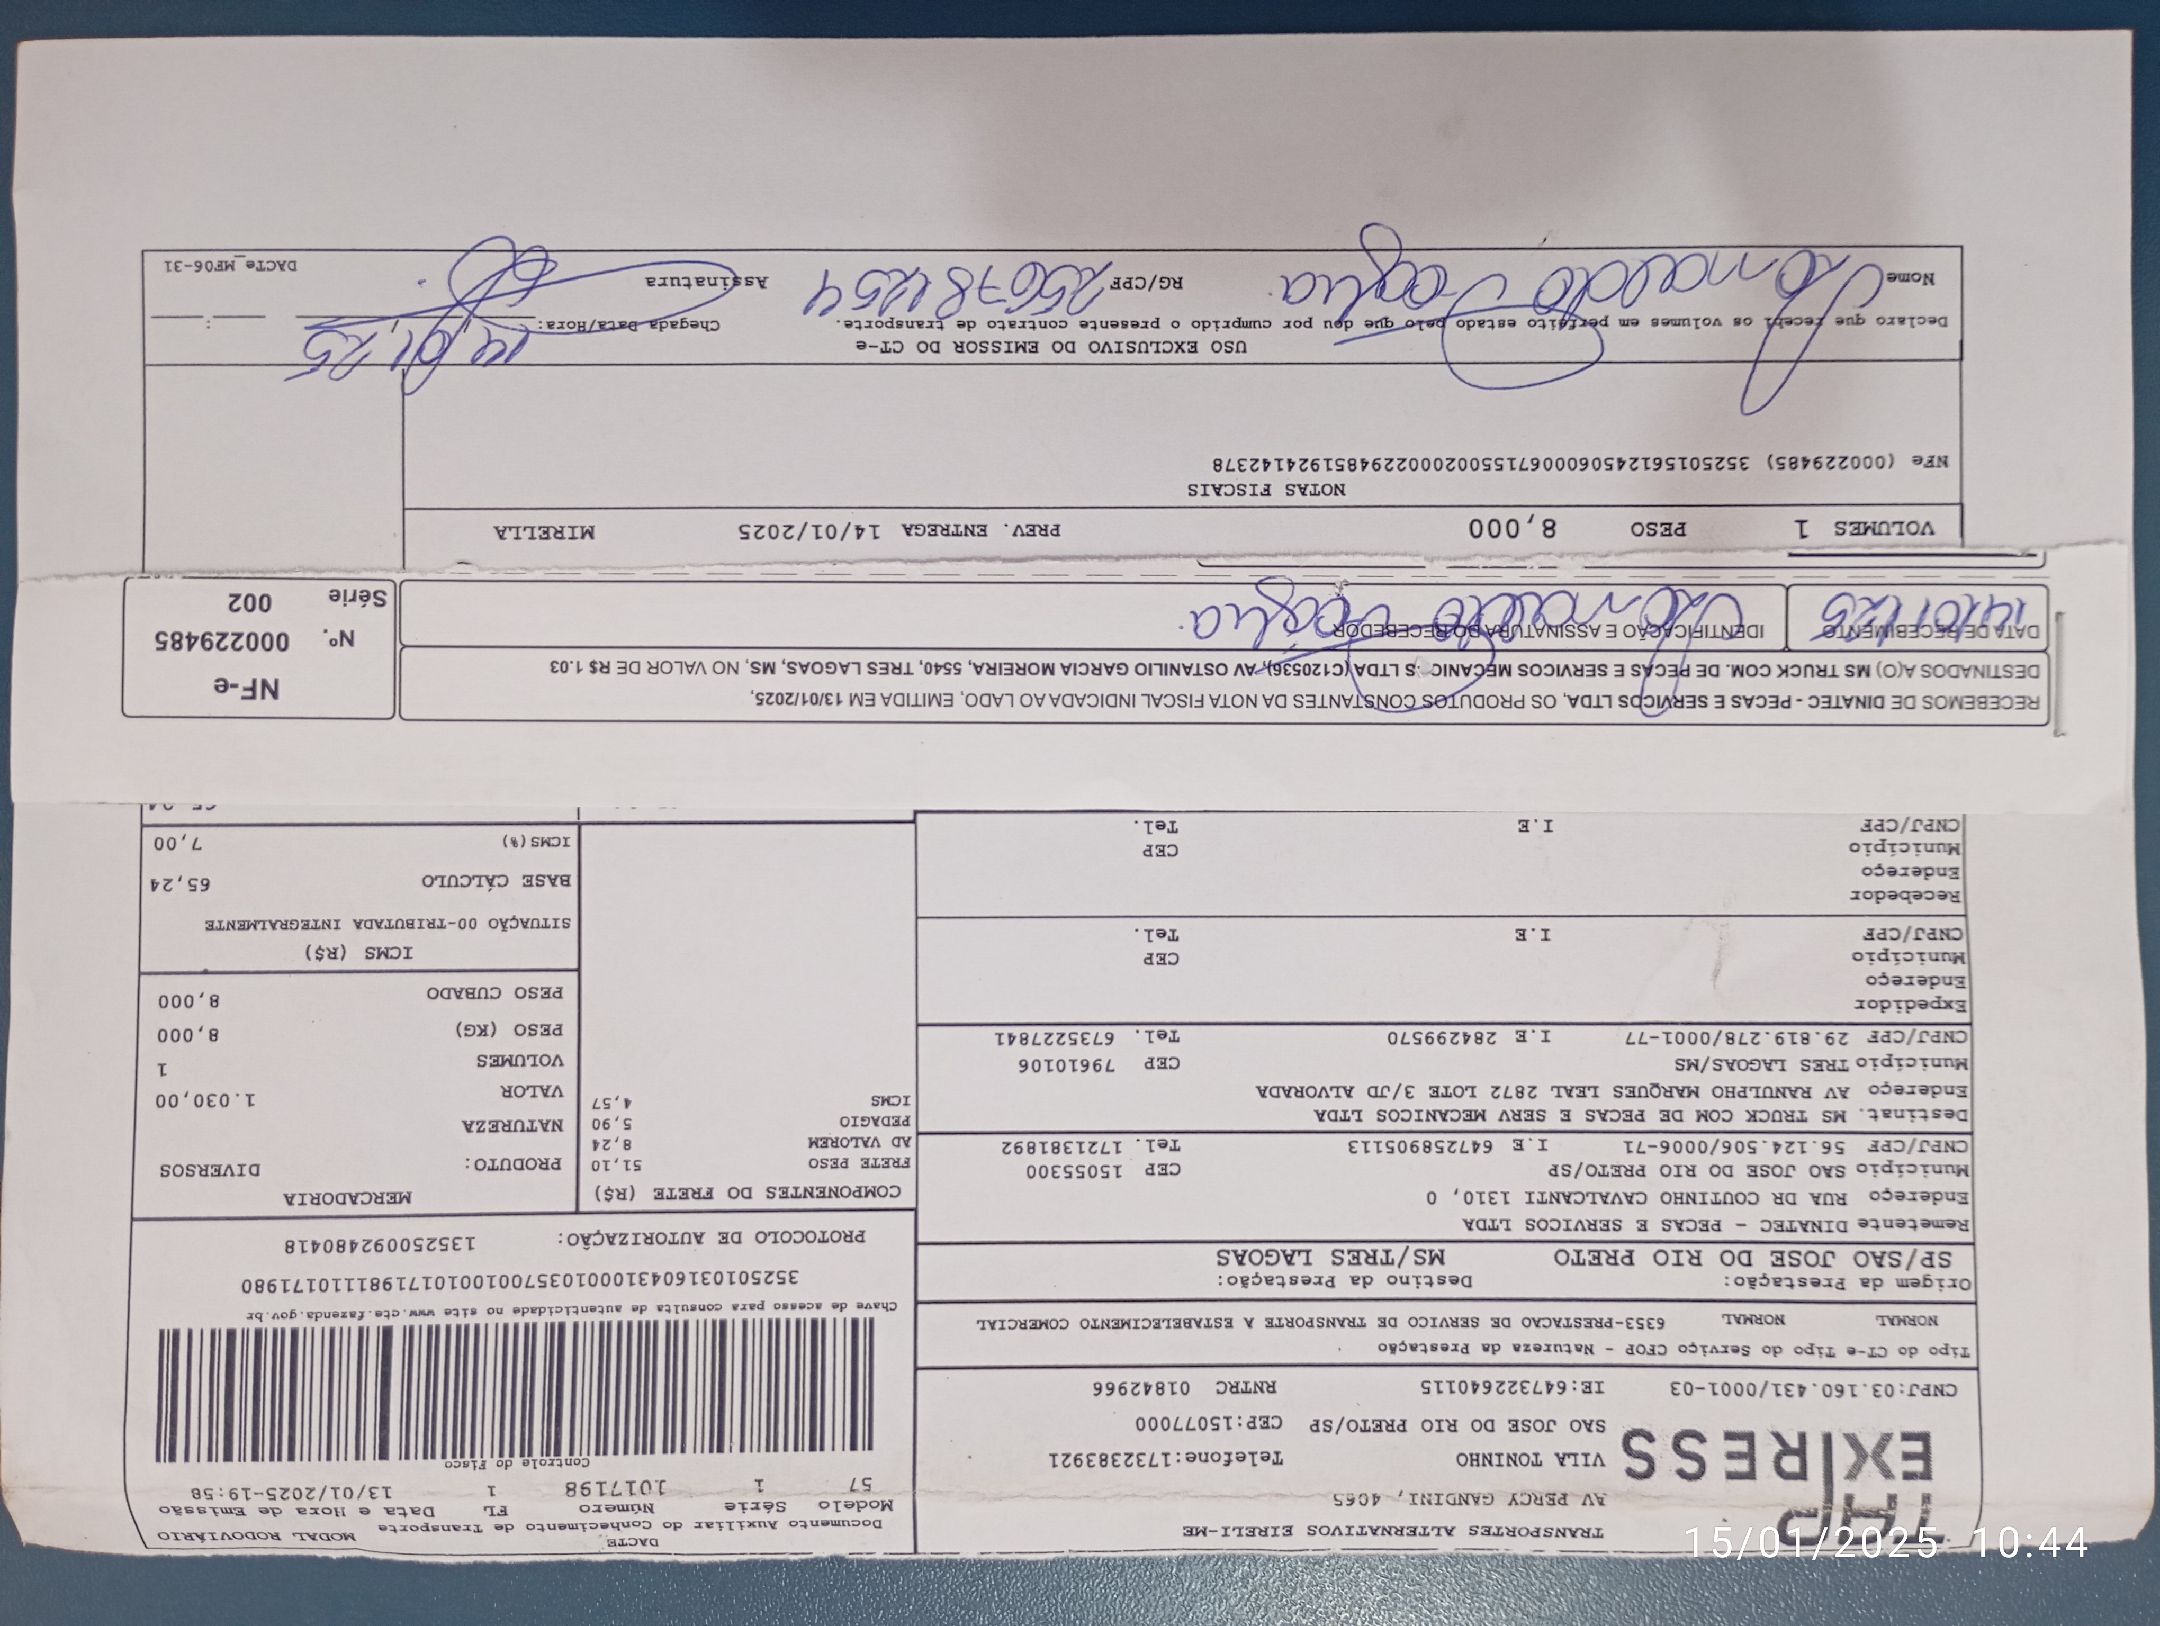 THP
EXPRESS
TRANSPORTES ALTERNATIVOS EIRELI-ME
AV PERCY GANDINI, 4065
VILA TONINHO Telefone:1732383921
SAO JOSE DO RIO PRETO/SP CEP:15077000
CNPJ:03.160.431/0001-03 IE:647322640115 RNTRC 01842966
DACTE MODAL RODOVIÁRIO
Documento Auxiliar do Conhecimento de Transporte
Modelo Série Número FL Data e Hora de Emissão
57 1 1017198 1 13/01/2025-19:58
Controle do Fisco
Chave de acesso para consulta de autenticidade no site www.cte.fazenda.gov.br
35250103160431000103570010010171981110171980
PROTOCOLO DE AUTORIZAÇÃO: 135250092480418
Tipo do CT-e Tipo do Serviço CFOP - Natureza da Prestação
NORMAL NORMAL 6353-PRESTACAO DE SERVICO DE TRANSPORTE A ESTABELECIMENTO COMERCIAL
Origem da Prestação: Destino da Prestação:
SP/SAO JOSE DO RIO PRETO MS/TRES LAGOAS
Remetente DINATEC - PECAS E SERVICOS LTDA
Endereço RUA DR COUTINHO CAVALCANTI 1310, 0
Município SAO JOSE DO RIO PRETO/SP CEP 15055300
CNPJ/CPF 56.124.506/0006-71 I.E 647258905113 Tel. 1721381892
Destinat. MS TRUCK COM DE PECAS E SERV MECANICOS LTDA
Endereço AV RANULPHO MARQUES LEAL 2872 LOTE 3/JD ALVORADA
Município TRES LAGOAS/MS CEP 79610106
CNPJ/CPF 29.819.278/0001-77 I.E 284299570 Tel. 6735227841
Expedidor
Endereço
Município CEP
CNPJ/CPF I.E Tel.
Recebedor
Endereço
Município CEP
CNPJ/CPF I.E Tel.
COMPONENTES DO FRETE (R$)
FRETE PESO 51,10
AD VALOREM 8,24
PEDAGIO 5,90
ICMS 4,57
MERCADORIA
PRODUTO: DIVERSOS
NATUREZA
VALOR 1.030,00
VOLUMES 1
PESO (KG) 8,000
PESO CUBADO 8,000
ICMS (R$)
SITUAÇÃO 00-TRIBUTADA INTEGRALMENTE
BASE CÁLCULO 65,24
ICMS(%) 7,00
RECEBEMOS DE DINATEC - PECAS E SERVICOS LTDA, OS PRODUTOS CONSTANTES DA NOTA FISCAL INDICADA AO LADO, EMITIDA EM 13/01/2025,
DESTINADOS A(O) MS TRUCK COM. DE PECAS E SERVICOS MECANIC S LTDA (C120536), AV OSTANILIO GARCIA MOREIRA, 5540, TRES LAGOAS, MS, NO VALOR DE R$ 1.03
DATA DE RECEBIMENTO IDENTIFICAÇÃO E ASSINATURA DO RECEBEDOR
14/01/25
NF-e
Nº. 000229485
Série 002
VOLUMES 1 PESO 8,000 PREV. ENTREGA 14/01/2025 MIRELLA
NOTAS FISCAIS
NFe (000229485) 35250156124506000671550020002294851924142378
USO EXCLUSIVO DO EMISSOR DO CT-e
Declaro que recebi os volumes em perfeito estado pelo que dou por cumprido o presente contrato de transporte. Chegada Data/Hora: 14/01/25
Nome RG/CPF Assinatura
DACTe_MF06-31
15/01/2025 10:44